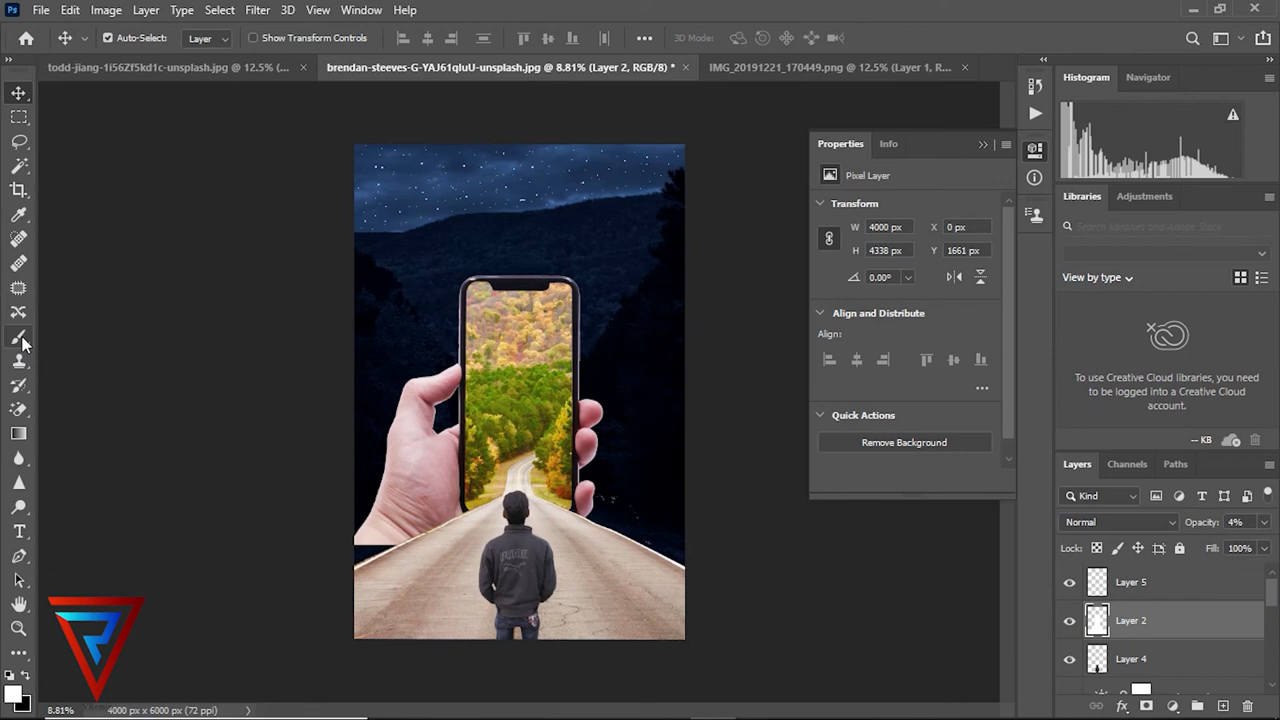 Ps File Edit Image Layer Type Select Filter 3D View Window Help
Auto-Select: Layer Show Transform Controls 3D Mode:
todd-jiang-1i56Zf5kd1c-unsplash.jpg @ 12.5% (... × brendan-steeves-G-YAJ61qIuU-unsplash.jpg @ 8.81% (Layer 2, RGB/8) * × IMG_20191221_170449.png @ 12.5% (Layer 1, R... ×
Histogram Navigator
Properties Info
Pixel Layer
Transform
W 4000 px X 0 px
H 4338 px Y 1661 px
0.00°
Align and Distribute
Align:
Quick Actions
Remove Background
Libraries Adjustments
Search Libraries and Adobe Stock
View by type
To use Creative Cloud libraries, you need
to be logged into a Creative Cloud
account.
-- KB
Layers Channels Paths
Kind
Normal Opacity: 4%
Lock: Fill: 100%
Layer 5
Layer 2
Layer 4
8.81% 4000 px x 6000 px (72 ppi)